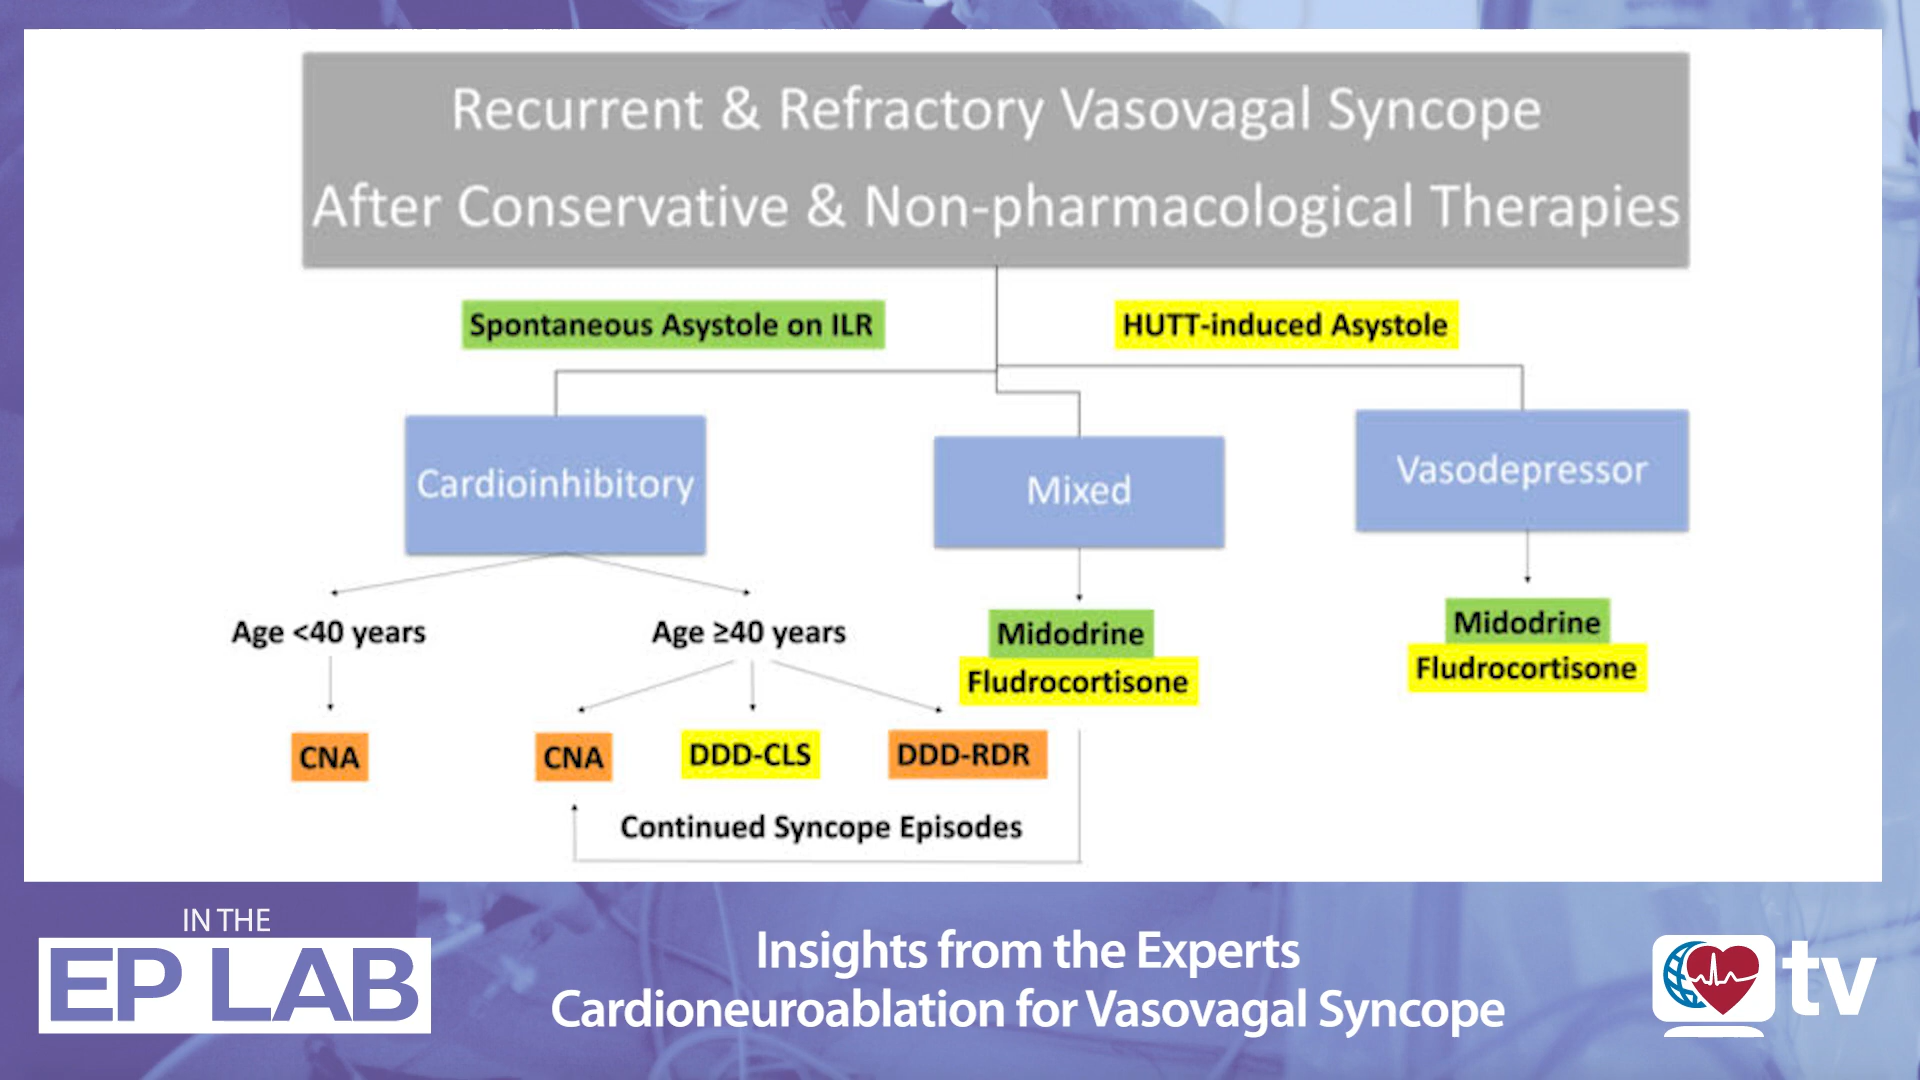 Recurrent & Refractory Vasovagal Syncope
After Conservative & Non-pharmacological Therapies
Spontaneous Asystole on ILR
HUTT-induced Asystole
Cardioinhibitory
Mixed
Vasodepressor
Age <40 years
Age ≥40 years
Midodrine
Fludrocortisone
Midodrine
Fludrocortisone
CNA
CNA
DDD-CLS
DDD-RDR
Continued Syncope Episodes
IN THE
EP LAB
Insights from the Experts
Cardioneuroablation for Vasovagal Syncope
tv